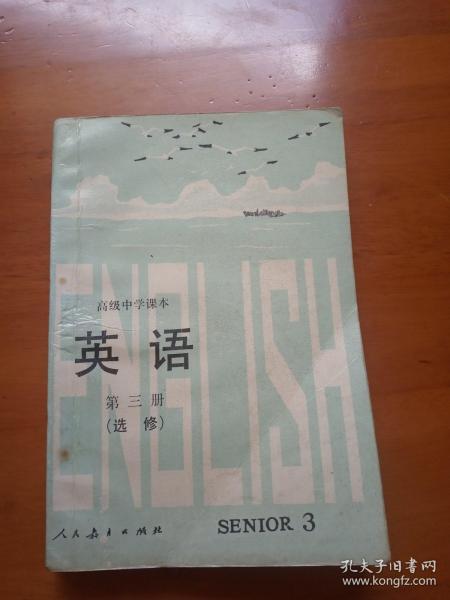 ENGLISH
高级中学课本
英语
第三册
(选修)
人民教育出版社
SENIOR 3
孔夫子旧书网
www.kongfz.com